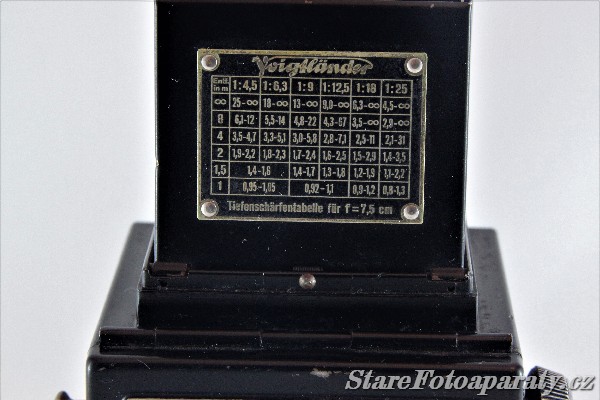 Voigtländer
Entf. in m 1:4,5 1:6,3 1:9 1:12,5 1:18 1:25
∞ 25-∞ 18-∞ 13-∞ 9,0-∞ 6,3-∞ 4,5-∞
8 6,1-12 5,5-14 4,8-22 4,3-67 3,5-∞ 2,9-∞
4 3,5-4,7 3,3-5,1 3,0-5,8 2,8-7,1 2,5-11 2,1-31
2 1,9-2,2 1,8-2,3 1,7-2,4 1,6-2,5 1,5-2,9 1,4-3,5
1,5 1,4-1,6 1,4-1,7 1,3-1,8 1,2-1,9 1,1-2,2
1 0,95-1,05 0,92-1,1 0,9-1,2 0,8-1,3
Tiefenschärfentabelle für f=7,5 cm
StareFotoaparaty.cz